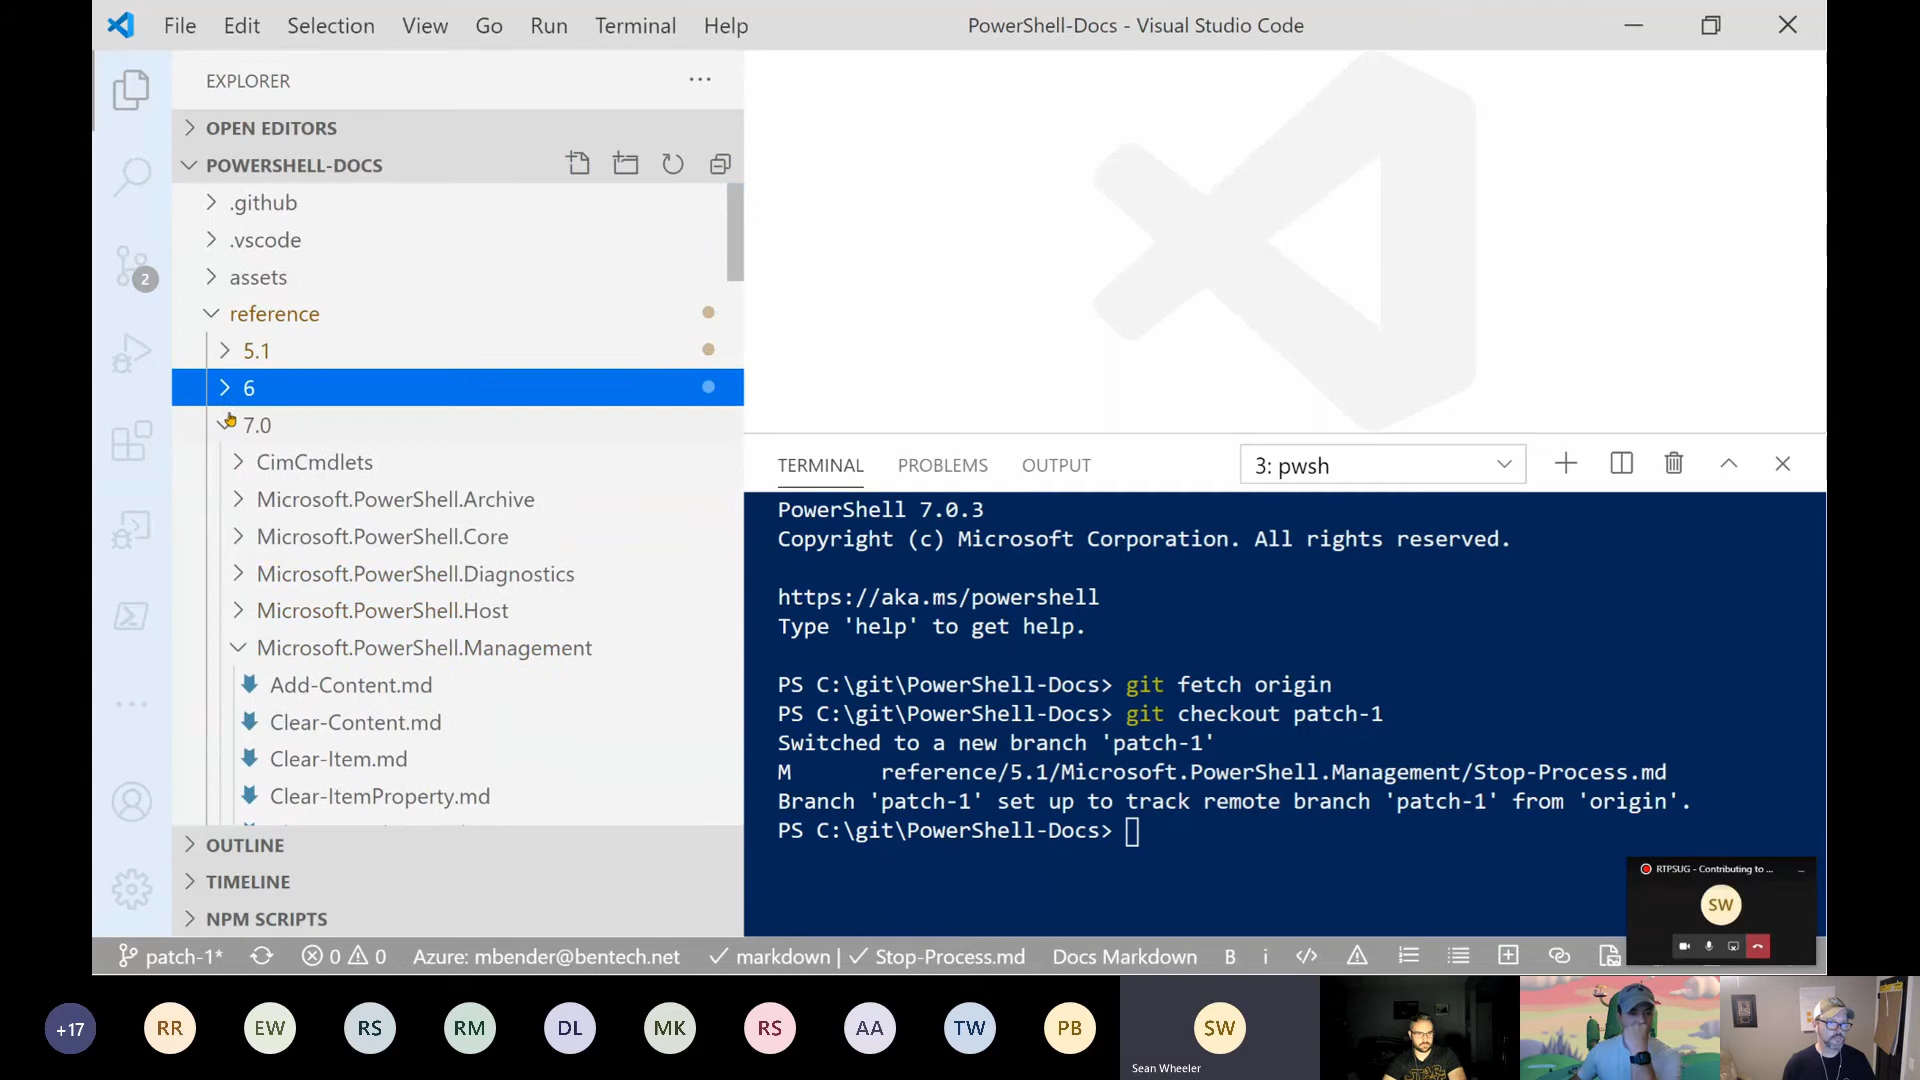 File Edit Selection View Go Run Terminal Help
PowerShell-Docs - Visual Studio Code
EXPLORER
OPEN EDITORS
POWERSHELL-DOCS
.github
.vscode
assets
reference
5.1
6
7.0
CimCmdlets
Microsoft.PowerShell.Archive
Microsoft.PowerShell.Core
Microsoft.PowerShell.Diagnostics
Microsoft.PowerShell.Host
Microsoft.PowerShell.Management
Add-Content.md
Clear-Content.md
Clear-Item.md
Clear-ItemProperty.md
OUTLINE
TIMELINE
NPM SCRIPTS
2
TERMINAL PROBLEMS OUTPUT
3: pwsh
PowerShell 7.0.3
Copyright (c) Microsoft Corporation. All rights reserved.
https://aka.ms/powershell
Type 'help' to get help.
PS C:\git\PowerShell-Docs> git fetch origin
PS C:\git\PowerShell-Docs> git checkout patch-1
Switched to a new branch 'patch-1'
M reference/5.1/Microsoft.PowerShell.Management/Stop-Process.md
Branch 'patch-1' set up to track remote branch 'patch-1' from 'origin'.
PS C:\git\PowerShell-Docs>
RTPSUG - Contributing to ...
SW
patch-1* 0 0 Azure: mbender@bentech.net markdown | Stop-Process.md Docs Markdown B i
+17 RR EW RS RM DL MK RS AA TW PB SW
Sean Wheeler